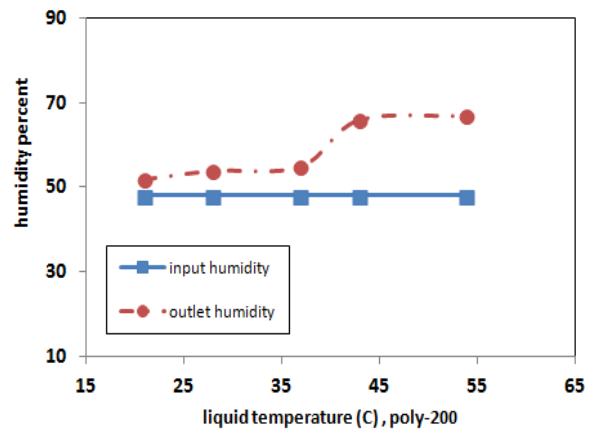 90
70
50
30
10
humidity percent
input humidity
outlet humidity
15 25 35 45 55 65
liquid temperature (C) , poly-200